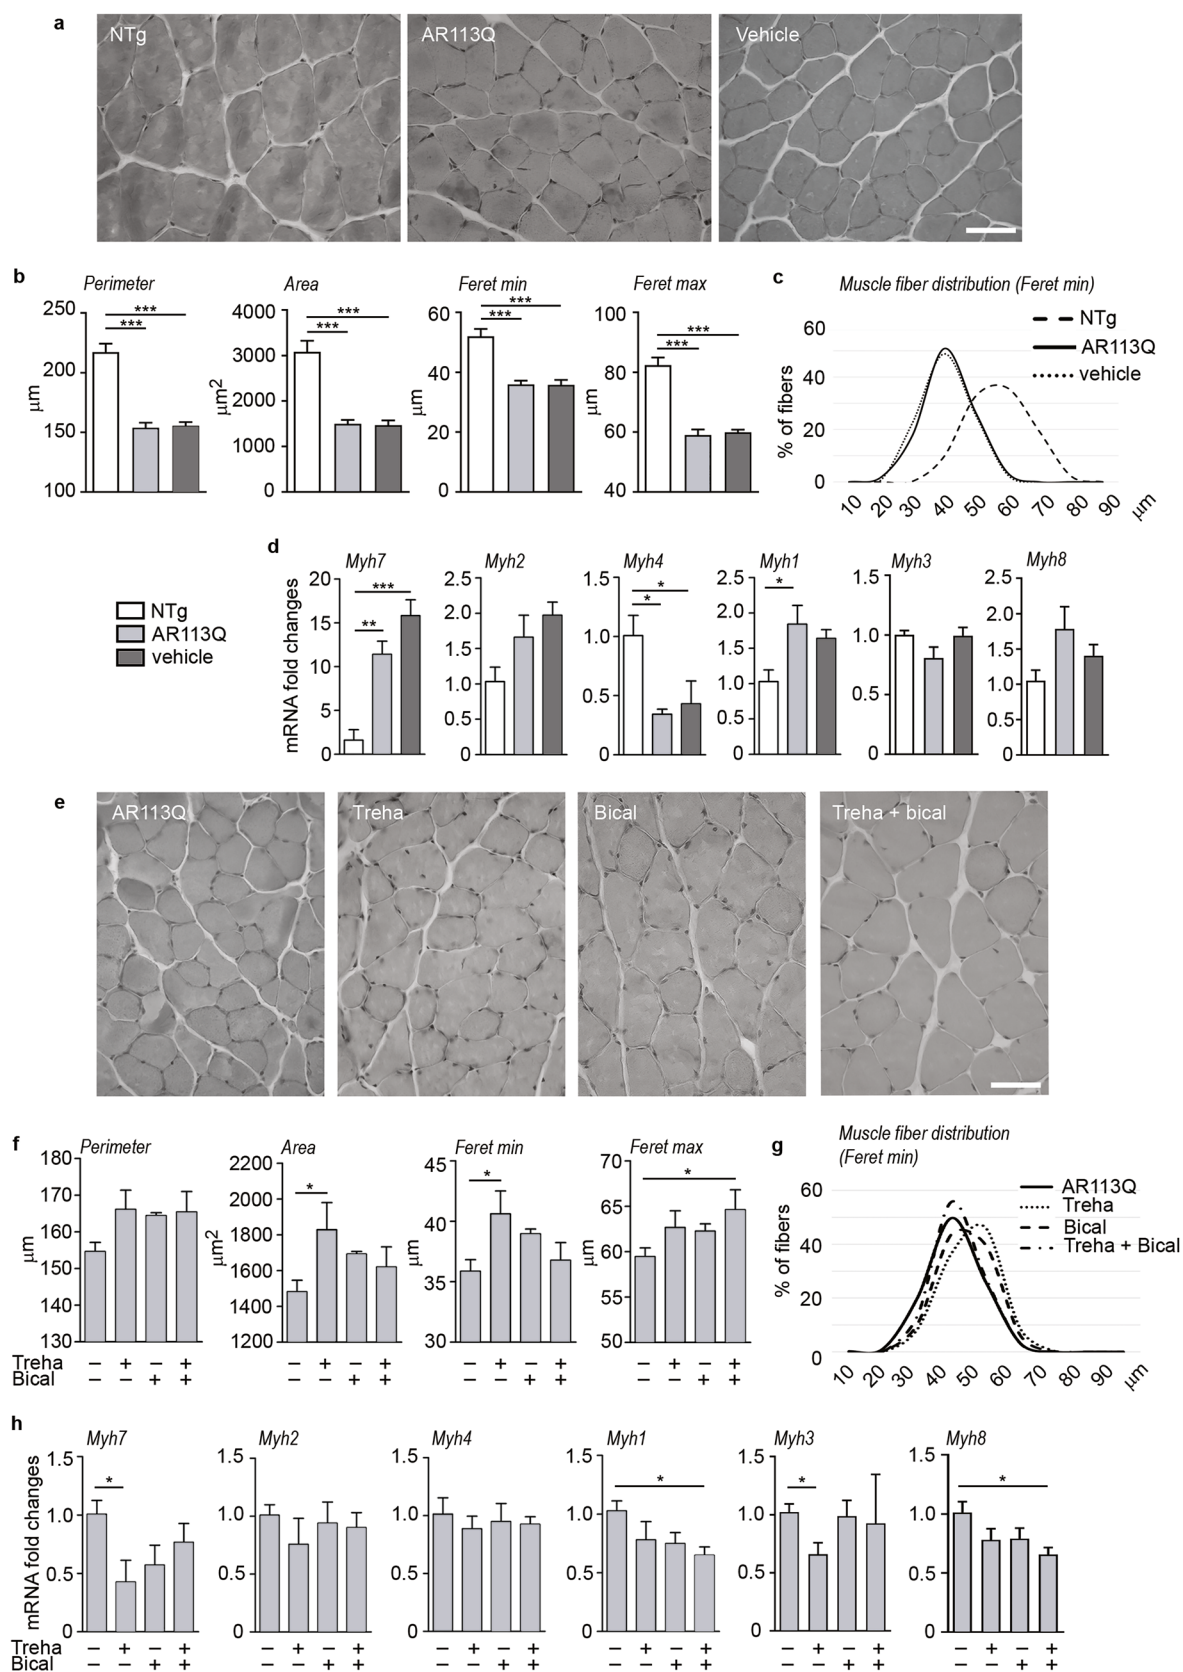 a
NTg
AR113Q
Vehicle
b
Perimeter
250
200
150
100
μm
***
***
Area
4000
3000
2000
1000
0
μm²
***
***
Feret min
60
40
20
0
μm
***
***
Feret max
100
80
60
40
μm
***
***
c
Muscle fiber distribution (Feret min)
60
40
20
0
% of fibers
NTg
AR113Q
vehicle
10 20 30 40 50 60 70 80 90 μm
NTg
AR113Q
vehicle
d
mRNA fold changes
Myh7
20
15
10
5
0
***
**
Myh2
2.5
2.0
1.5
1.0
0.5
0
Myh4
1.5
1.0
0.5
0
*
*
Myh1
2.5
2.0
1.5
1.0
0.5
0
*
Myh3
1.5
1.0
0.5
0
Myh8
2.5
2.0
1.5
1.0
0.5
0
e
AR113Q
Treha
Bical
Treha + bical
f
Perimeter
180
170
160
150
140
130
μm
Area
2200
2000
1800
1600
1400
1200
μm²
*
Feret min
45
40
35
30
μm
*
Feret max
70
65
60
55
50
μm
*
Treha – + – + – + – + – + – + – + – +
Bical – – + + – – + + – – + + – – + +
g
Muscle fiber distribution
(Feret min)
60
40
20
0
% of fibers
AR113Q
Treha
Bical
Treha + Bical
10 20 30 40 50 60 70 80 90 μm
h
mRNA fold changes
Myh7
1.5
1.0
0.5
0
*
Myh2
1.5
1.0
0.5
0
Myh4
1.5
1.0
0.5
0
Myh1
1.5
1.0
0.5
0
*
Myh3
1.5
1.0
0.5
0
*
Myh8
1.5
1.0
0.5
0
*
Treha – + – + – + – + – + – + – + – + – + – + – + – +
Bical – – + + – – + + – – + + – – + + – – + + – – + +